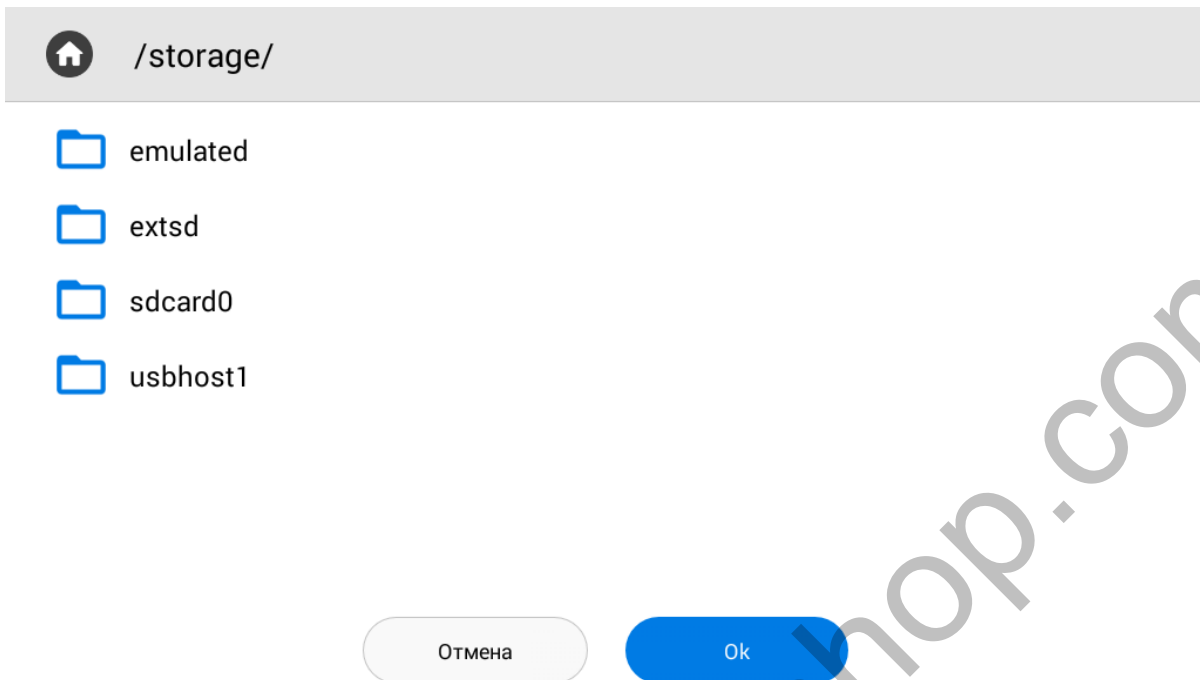 /storage/
emulated
extsd
sdcard0
usbhost1
Отмена
Ok